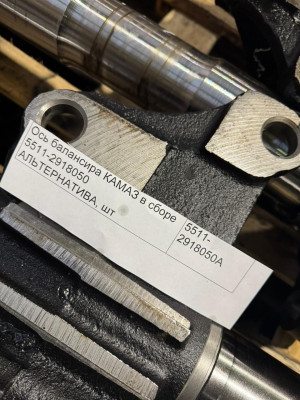 Ось балансира КАМАЗ в сборе
5511-2918050
АЛЬТЕРНАТИВА, шт
5511-
2918050А